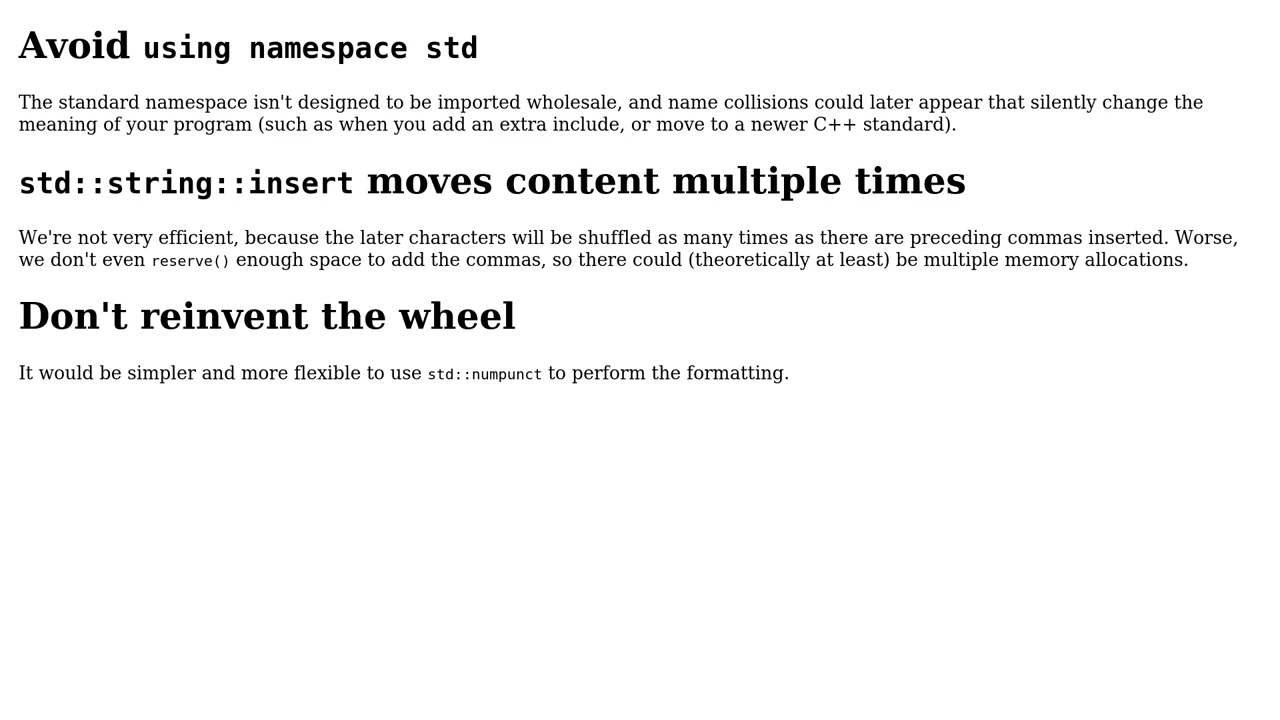 Avoid using namespace std
The standard namespace isn't designed to be imported wholesale, and name collisions could later appear that silently change the
meaning of your program (such as when you add an extra include, or move to a newer C++ standard).
std::string::insert moves content multiple times
We're not very efficient, because the later characters will be shuffled as many times as there are preceding commas inserted. Worse,
we don't even reserve() enough space to add the commas, so there could (theoretically at least) be multiple memory allocations.
Don't reinvent the wheel
It would be simpler and more flexible to use std::numpunct to perform the formatting.